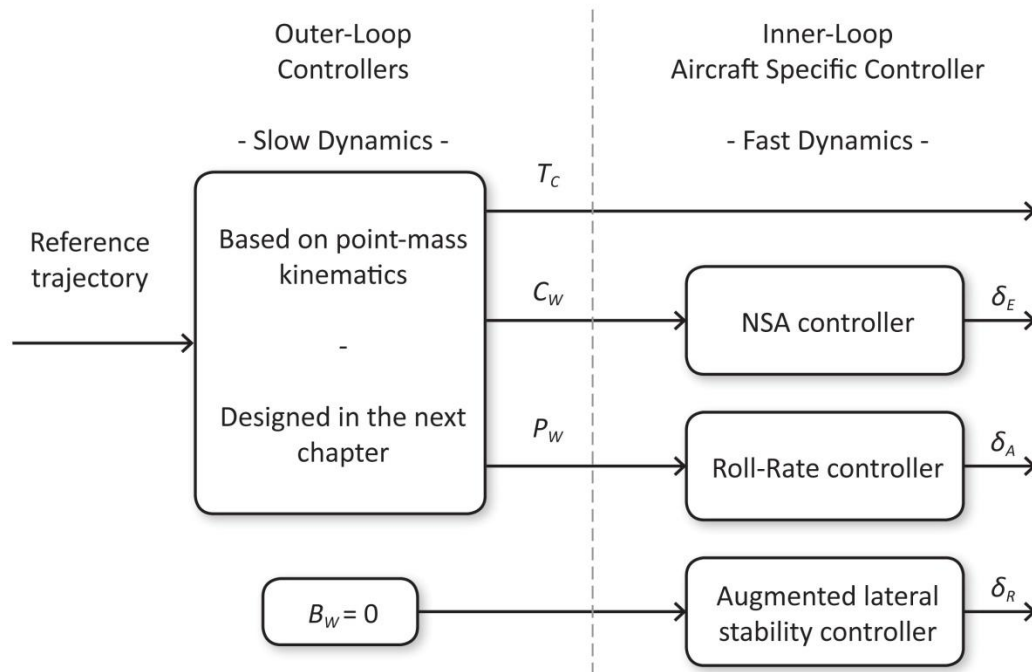 Outer-Loop
Controllers
- Slow Dynamics -
Inner-Loop
Aircraft Specific Controller
- Fast Dynamics -
Reference
trajectory
Based on point-mass
kinematics
-
Designed in the next
chapter
T_C
C_W
P_W
NSA controller
δ_E
Roll-Rate controller
δ_A
B_W = 0
Augmented lateral
stability controller
δ_R